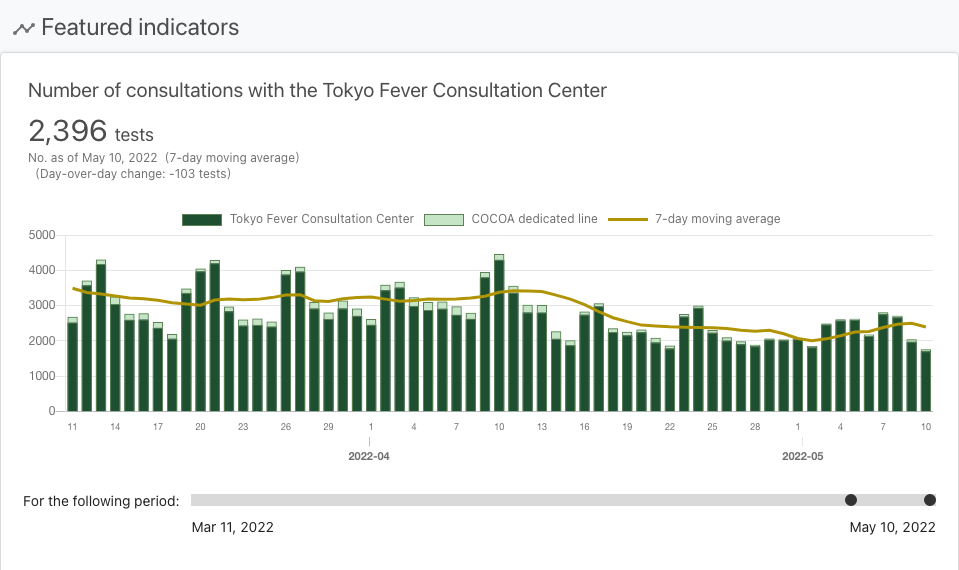 Featured indicators
Number of consultations with the Tokyo Fever Consultation Center
2,396 tests
No. as of May 10, 2022 (7-day moving average)
(Day-over-day change: -103 tests)
Tokyo Fever Consultation Center COCOA dedicated line 7-day moving average
5000
4000
3000
2000
1000
0
11 14 17 20 23 26 29 1 4 7 10 13 16 19 22 25 28 1 4 7 10
2022-04 2022-05
For the following period:
Mar 11, 2022 May 10, 2022